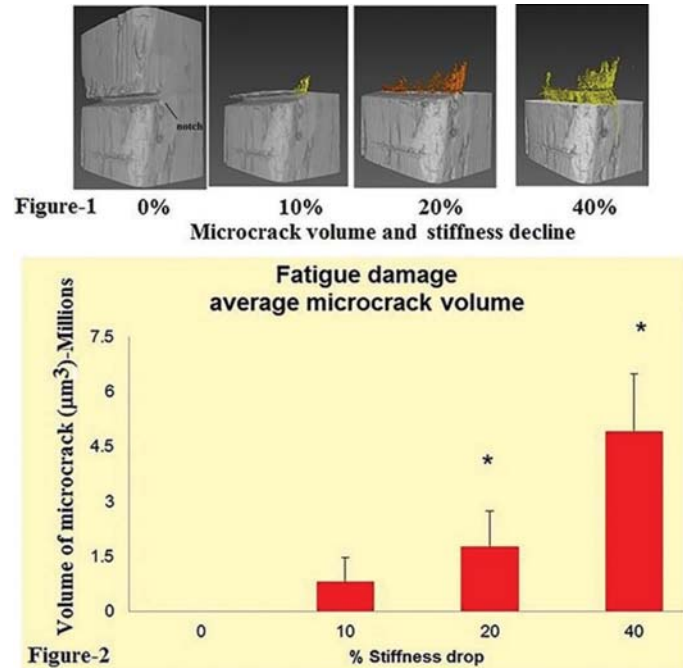 notch
Figure-1 0% 10% 20% 40%
Microcrack volume and stiffness decline
Fatigue damage
average microcrack volume
Volume of microcrack (µm³)-Millions
7.5
6
4.5
3
1.5
0
*
*
0 10 20 40
% Stiffness drop
Figure-2